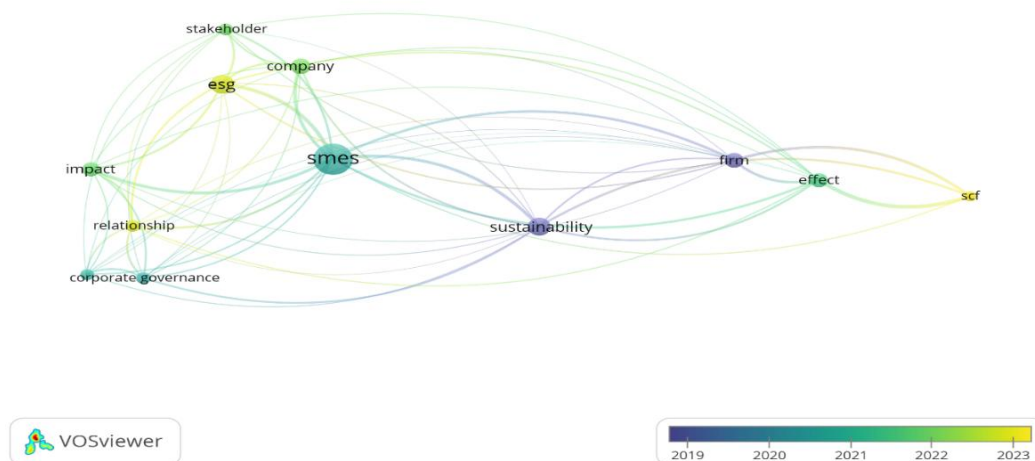 stakeholder
company
esg
smes
firm
impact
effect
scf
relationship
sustainability
corporate governance
VOSviewer
2019 2020 2021 2022 2023